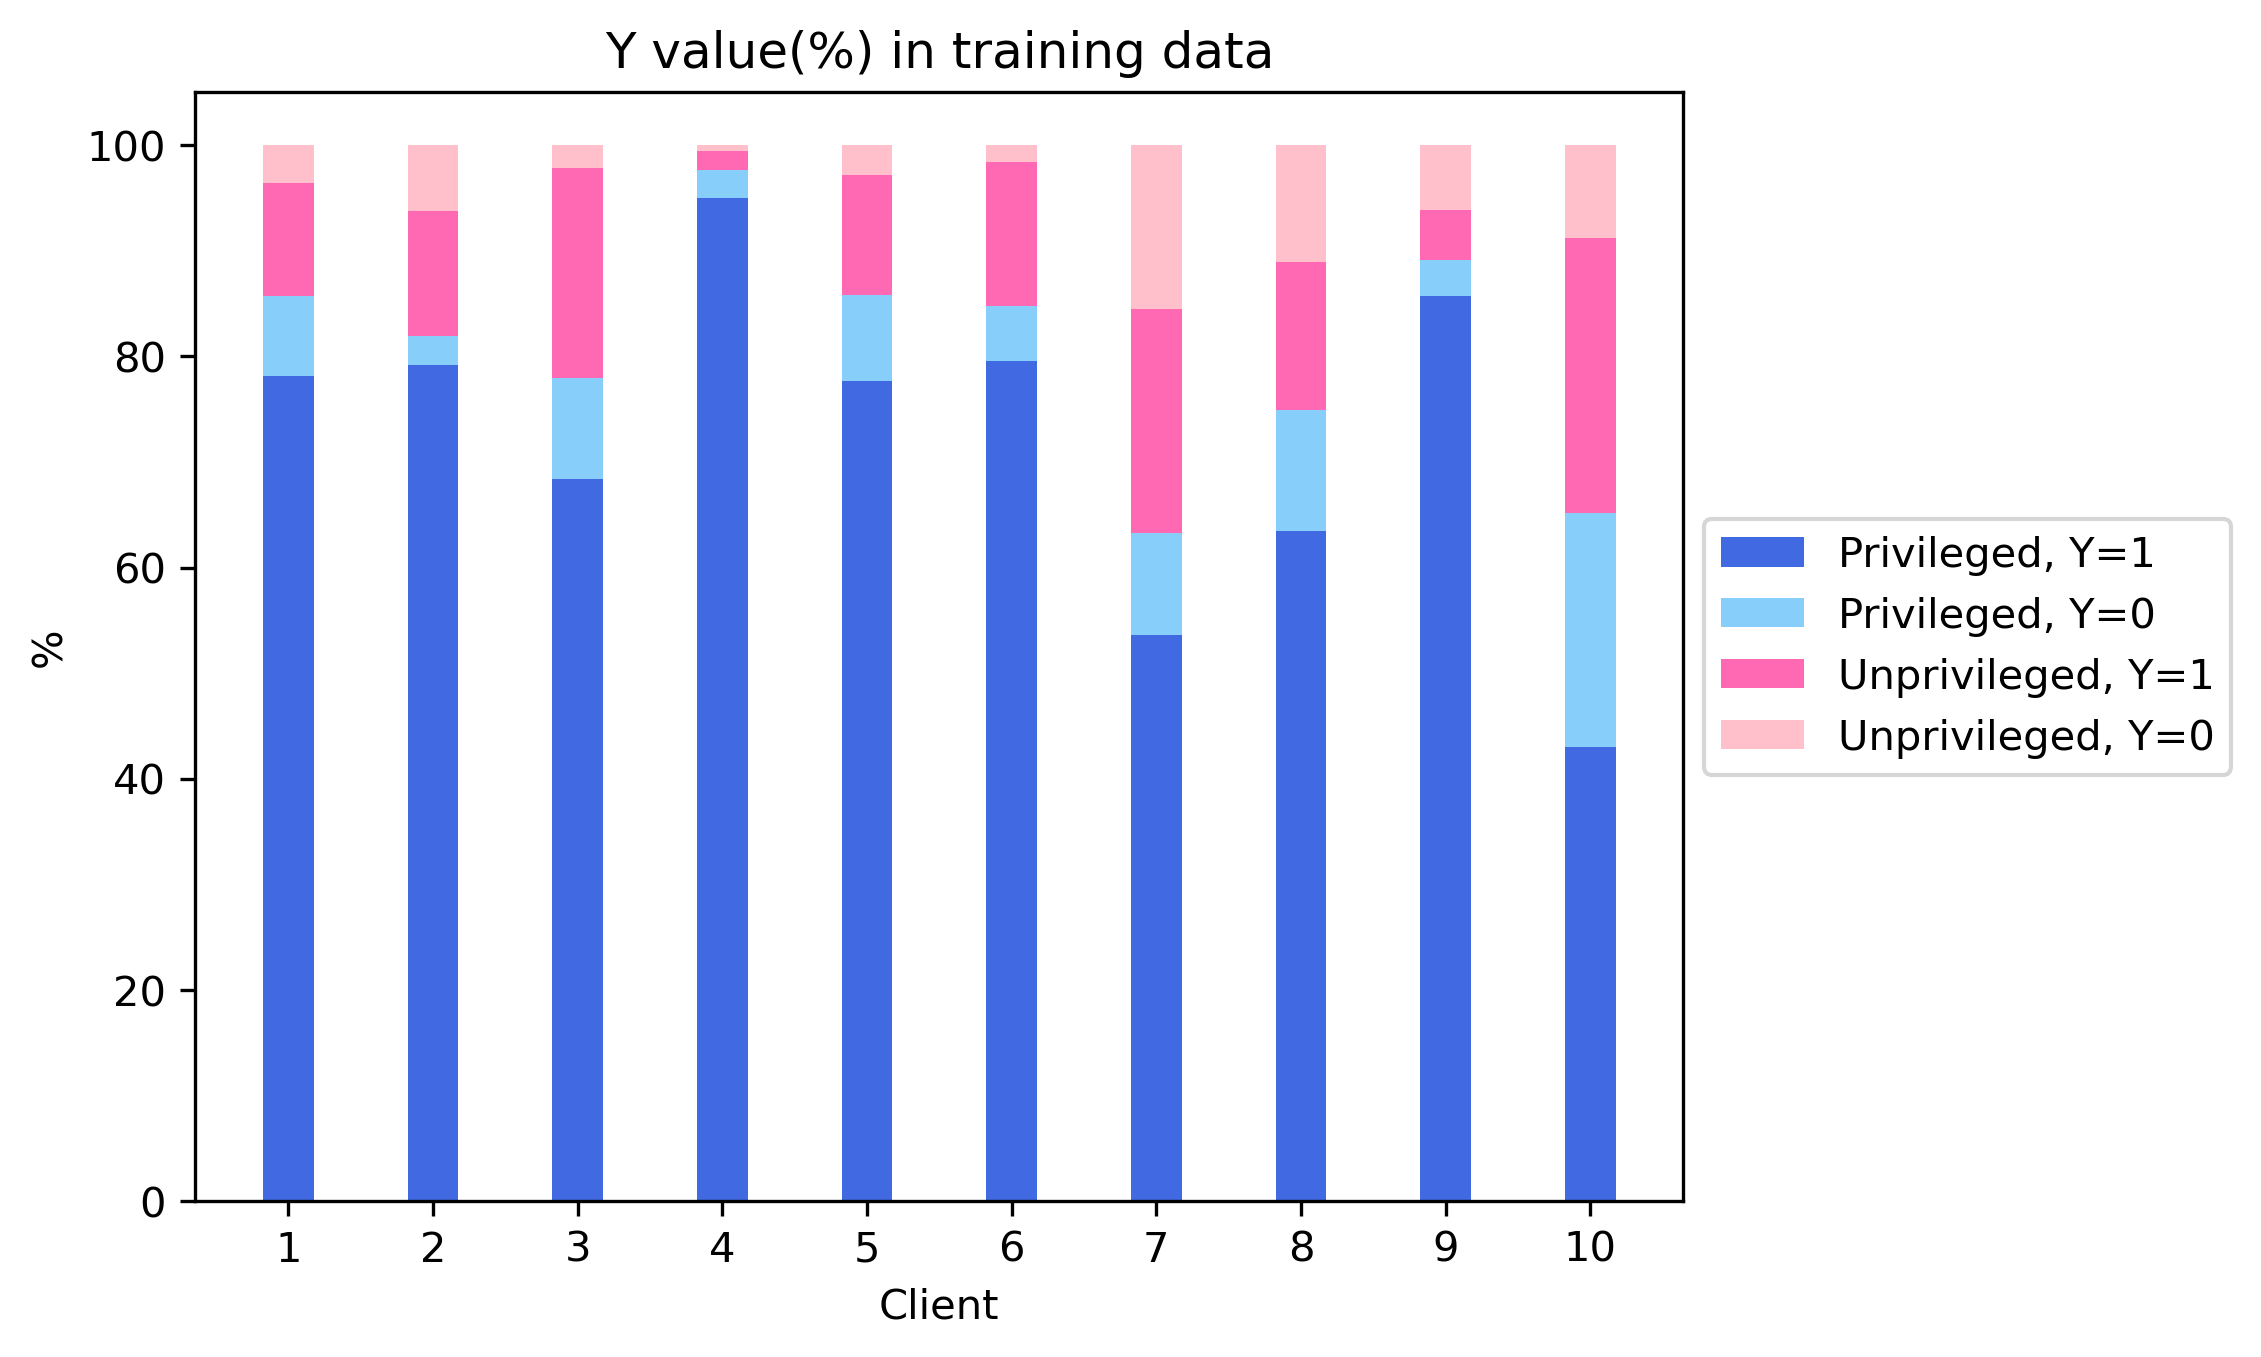 Y value(%) in training data
100
80
60
40
20
0
%
1 2 3 4 5 6 7 8 9 10
Client
Privileged, Y=1
Privileged, Y=0
Unprivileged, Y=1
Unprivileged, Y=0